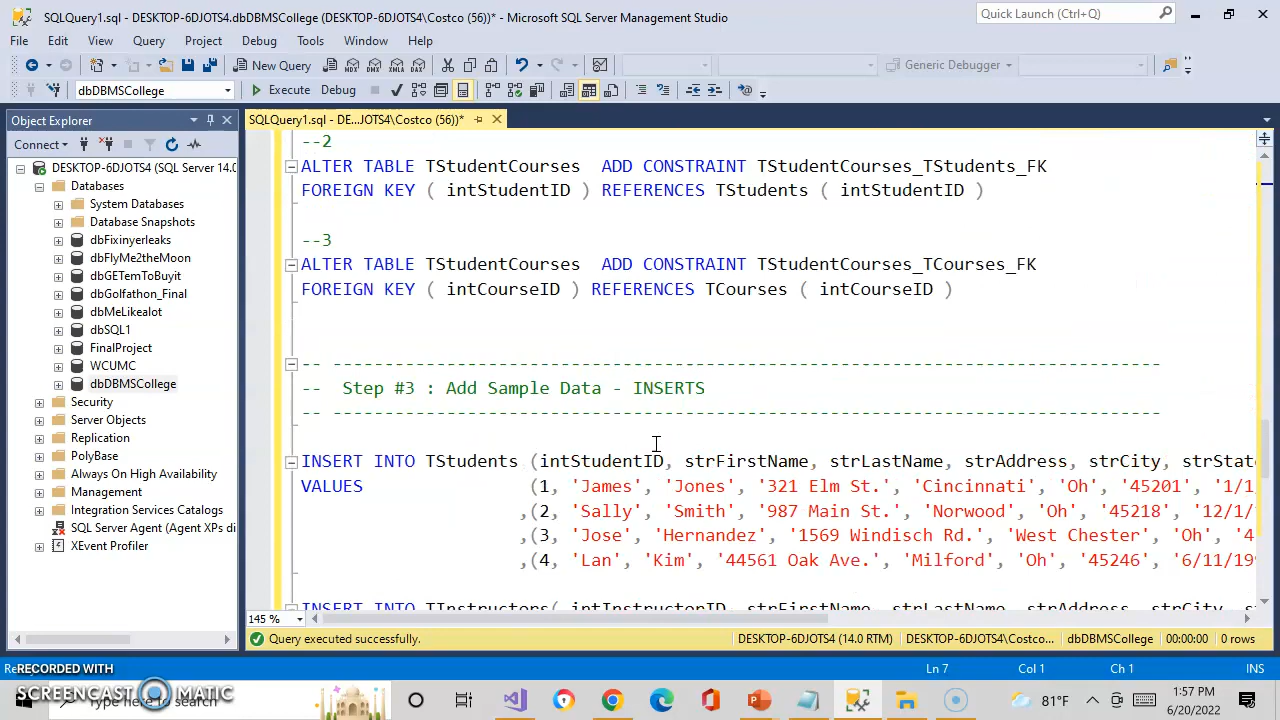 SQLQuery1.sql - DESKTOP-6DJOTS4.dbDBMSCollege (DESKTOP-6DJOTS4\Costco (56))* - Microsoft SQL Server Management Studio
Quick Launch (Ctrl+Q)
File Edit View Query Project Debug Tools Window Help
New Query
Generic Debugger
dbDBMSCollege
Execute Debug
Object Explorer
SQLQuery1.sql - DE...JOTS4\Costco (56))*
Connect
DESKTOP-6DJOTS4 (SQL Server 14.0
Databases
System Databases
Database Snapshots
dbFixinyerleaks
dbFlyMe2theMoon
dbGETemToBuyit
dbGolfathon_Final
dbMeLikealot
dbSQL1
FinalProject
WCUMC
dbDBMSCollege
Security
Server Objects
Replication
PolyBase
Always On High Availability
Management
Integration Services Catalogs
SQL Server Agent (Agent XPs di
XEvent Profiler
--2
ALTER TABLE TStudentCourses ADD CONSTRAINT TStudentCourses_TStudents_FK
FOREIGN KEY ( intStudentID ) REFERENCES TStudents ( intStudentID )
--3
ALTER TABLE TStudentCourses ADD CONSTRAINT TStudentCourses_TCourses_FK
FOREIGN KEY ( intCourseID ) REFERENCES TCourses ( intCourseID )
-- --------------------------------------------------------------------------------
-- Step #3 : Add Sample Data - INSERTS
-- --------------------------------------------------------------------------------
INSERT INTO TStudents (intStudentID, strFirstName, strLastName, strAddress, strCity, strState
VALUES (1, 'James', 'Jones', '321 Elm St.', 'Cincinnati', 'Oh', '45201', '1/1
,(2, 'Sally', 'Smith', '987 Main St.', 'Norwood', 'Oh', '45218', '12/1/
,(3, 'Jose', 'Hernandez', '1569 Windisch Rd.', 'West Chester', 'Oh', '4
,(4, 'Lan', 'Kim', '44561 Oak Ave.', 'Milford', 'Oh', '45246', '6/11/19
INSERT INTO TInstructors( intInstructorID, strFirstName, strLastName, strAddress, strCity, st
145 %
Query executed successfully.
DESKTOP-6DJOTS4 (14.0 RTM) DESKTOP-6DJOTS4\Costco... dbDBMSCollege 00:00:00 0 rows
Ln 7 Col 1 Ch 1 INS
RECORDED WITH
SCREENCAST MATIC
Type here to search
81°F
1:57 PM
6/20/2022